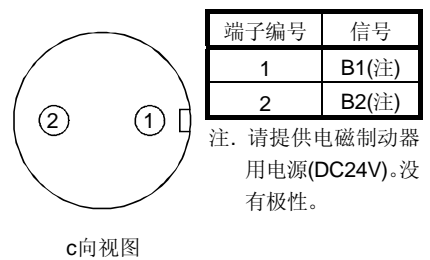 端子编号 信号
1 B1(注)
2 B2(注)
② ①
注. 请提供电磁制动器
用电源(DC24V)。没
有极性。
c向视图